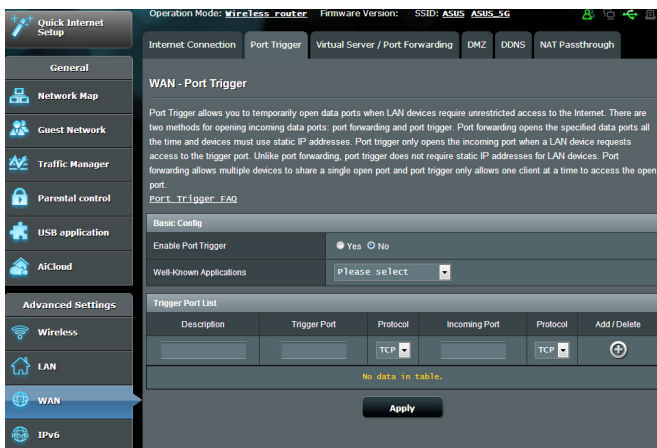 Quick Internet
Setup
Operation Mode: Wireless router Firmware Version: SSID: ASUS ASUS_5G
Internet Connection Port Trigger Virtual Server / Port Forwarding DMZ DDNS NAT Passthrough
General
Network Map
Guest Network
Traffic Manager
Parental control
USB application
AiCloud
Advanced Settings
Wireless
LAN
WAN
IPv6
WAN - Port Trigger
Port Trigger allows you to temporarily open data ports when LAN devices require unrestricted access to the Internet. There are
two methods for opening incoming data ports: port forwarding and port trigger. Port forwarding opens the specified data ports all
the time and devices must use static IP addresses. Port trigger only opens the incoming port when a LAN device requests
access to the trigger port. Unlike port forwarding, port trigger does not require static IP addresses for LAN devices. Port
forwarding allows multiple devices to share a single open port and port trigger only allows one client at a time to access the open
port.
Port Trigger FAQ
Basic Config
Enable Port Trigger Yes No
Well-Known Applications Please select
Trigger Port List
Description Trigger Port Protocol Incoming Port Protocol Add / Delete
TCP TCP
No data in table.
Apply